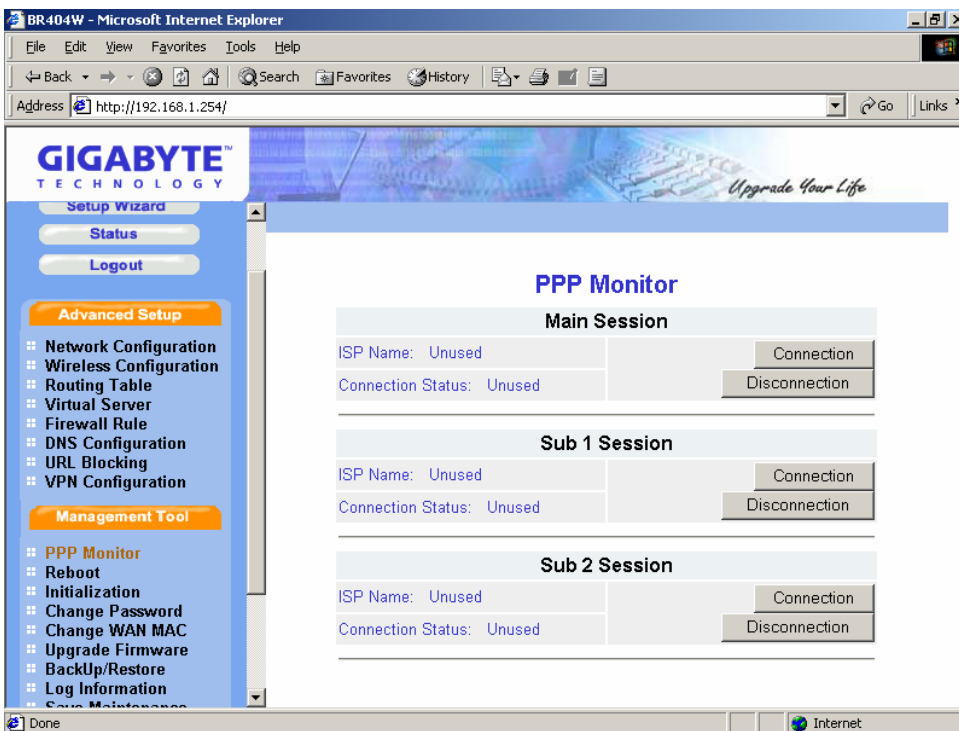 BR404W - Microsoft Internet Explorer
File Edit View Favorites Tools Help
Back Search Favorites History
Address http://192.168.1.254/ Go Links
GIGABYTE™
TECHNOLOGY
Upgrade Your Life
Setup Wizard
Status
Logout
Advanced Setup
Network Configuration
Wireless Configuration
Routing Table
Virtual Server
Firewall Rule
DNS Configuration
URL Blocking
VPN Configuration
Management Tool
PPP Monitor
Reboot
Initialization
Change Password
Change WAN MAC
Upgrade Firmware
BackUp/Restore
Log Information
Save Maintenance
PPP Monitor
Main Session
ISP Name: Unused Connection
Connection Status: Unused Disconnection
Sub 1 Session
ISP Name: Unused Connection
Connection Status: Unused Disconnection
Sub 2 Session
ISP Name: Unused Connection
Connection Status: Unused Disconnection
Done Internet